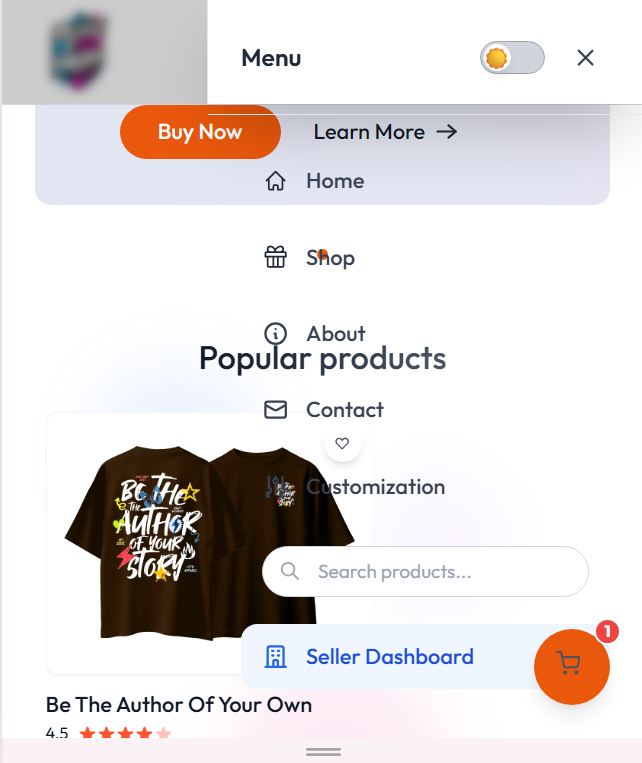 Menu
Buy Now
Learn More
Home
Shop
About
Popular products
Contact
Customization
BE THE
AUTHOR
OF YOUR
STORY
Search products...
Seller Dashboard
1
Be The Author Of Your Own
4.5